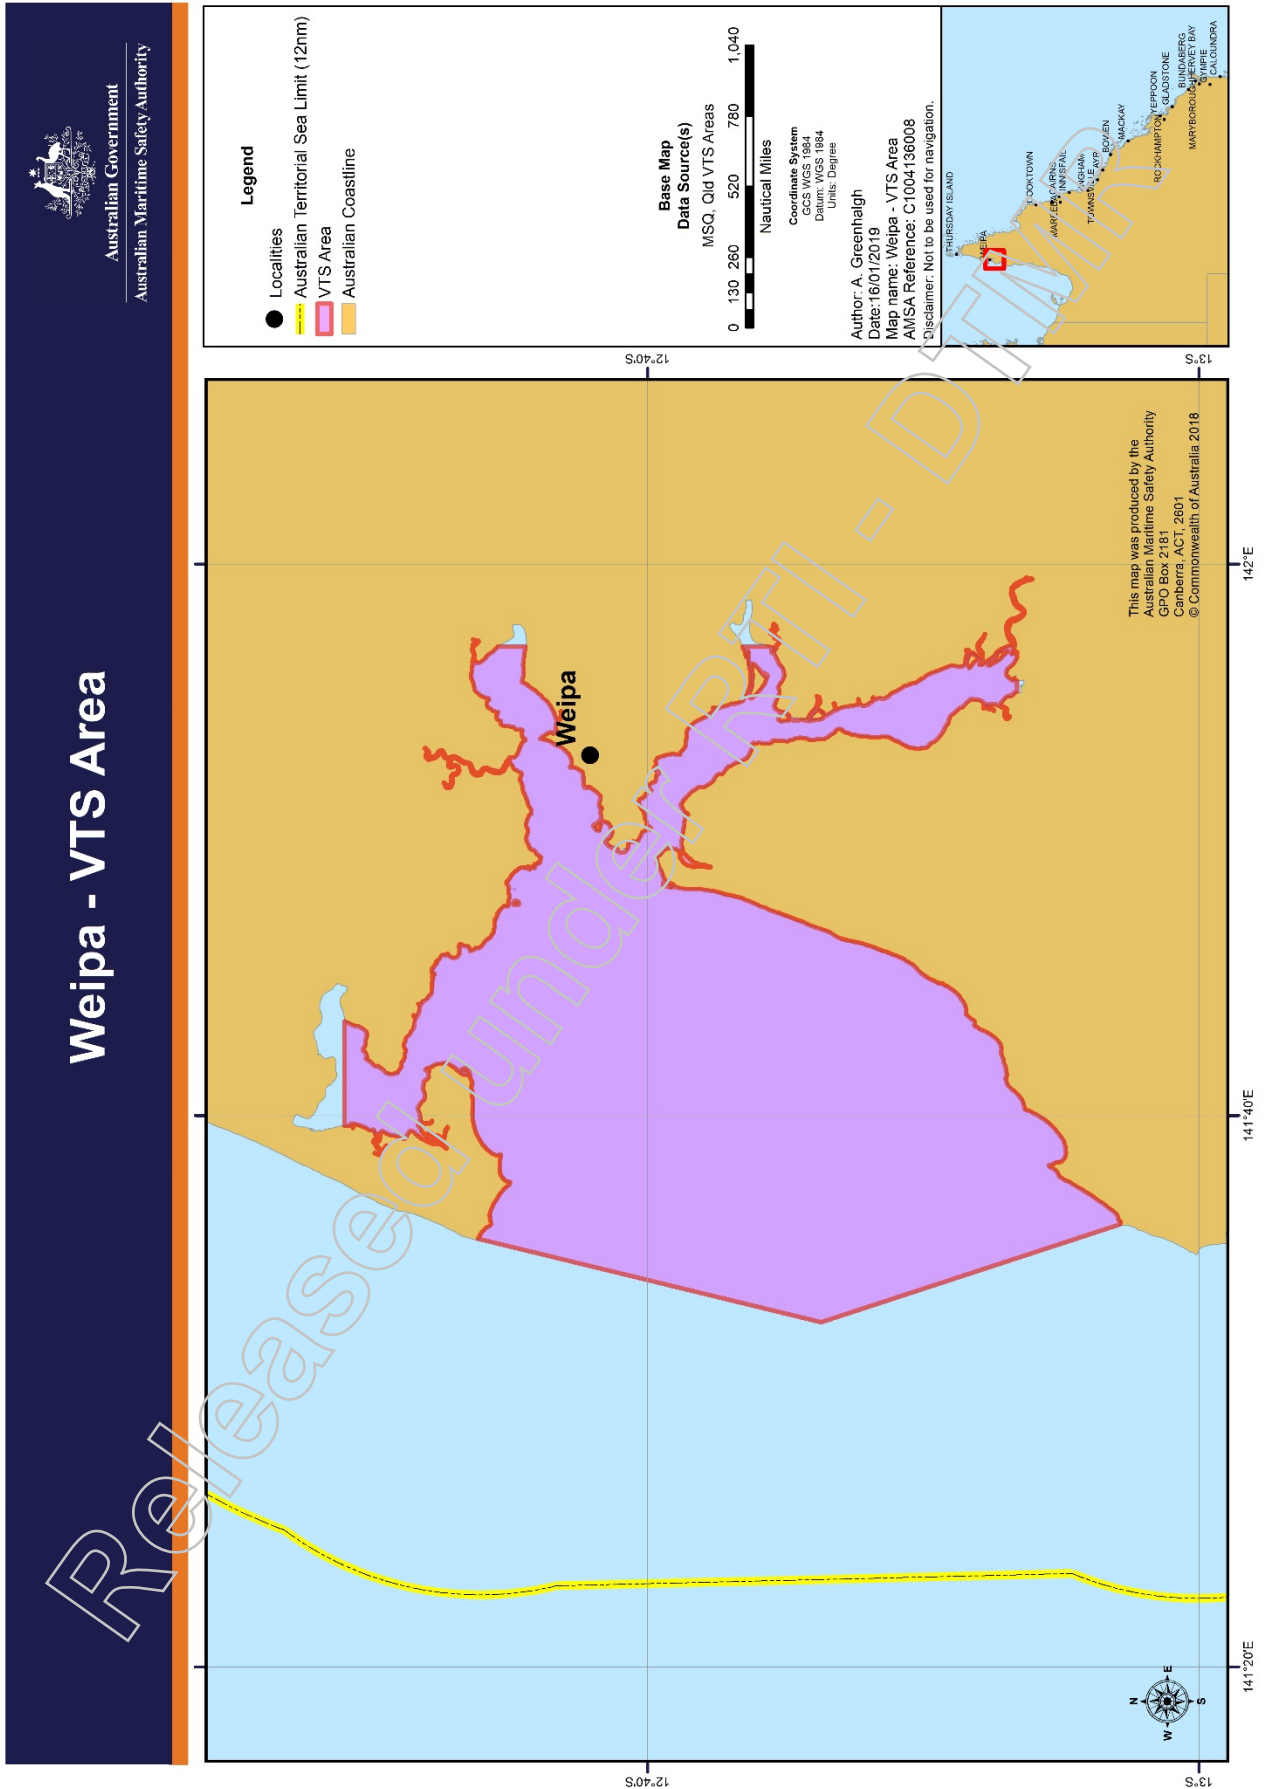 Weipa - VTS Area
Australian Government
Australian Maritime Safety Authority
Legend
Localities
Australian Territorial Sea Limit (12nm)
VTS Area
Australian Coastline
Base Map
Data Source(s)
MSQ, Qld VTS Areas
0 130 260 520 780 1,040
Nautical Miles
Coordinate System
GCS WGS 1984
Datum: WGS 1984
Units: Degree
Author: A. Greenhalgh
Date:16/01/2019
Map name: Weipa - VTS Area
AMSA Reference: C1004136008
Disclaimer: Not to be used for navigation.
THURSDAY ISLAND
WEIPA
COOKTOWN
CAIRNS
INNISFAIL
INGHAM
TOWNSVILLE
AYR
BOWEN
MACKAY
YEPPOON
ROCKHAMPTON
GLADSTONE
BUNDABERG
HERVEY BAY
MARYBOROUGH
GYMPIE
CALOUNDRA
Weipa
This map was produced by the
Australian Maritime Safety Authority
GPO Box 2181
Canberra, ACT, 2601
© Commonwealth of Australia 2018
N
W
E
S
141°20'E
141°40'E
142°E
12°40'S
13°S
12°40'S
13°S
Released under RTI - DTMR